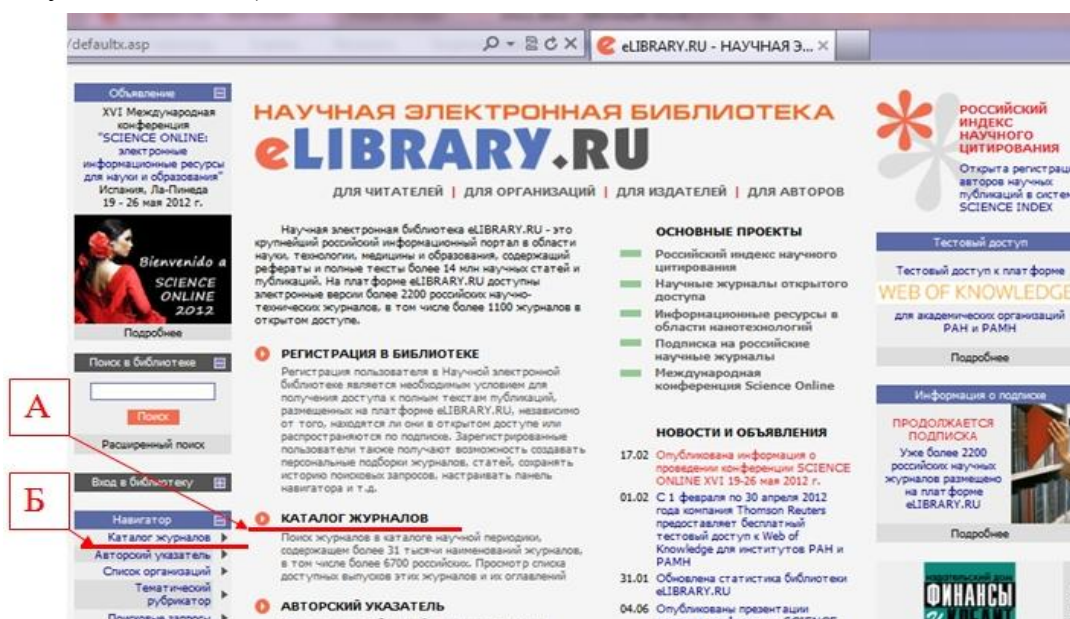 /defaultx.asp
eLIBRARY.RU - НАУЧНАЯ Э...
Объявление
XVI Международная
конференция
"SCIENCE ONLINE:
электронные
информационные ресурсы
для науки и образования"
Испания, Ла-Пинеда
19 - 26 мая 2012 г.
Bienvenido a
SCIENCE
ONLINE
2012
Подробнее
Поиск в библиотеке
Поиск
Расширенный поиск
Вход в библиотеку
Навигатор
Каталог журналов
Авторский указатель
Список организаций
Тематический
рубрикатор
Поисковые запросы
А
Б
НАУЧНАЯ ЭЛЕКТРОННАЯ БИБЛИОТЕКА
eLIBRARY.RU
ДЛЯ ЧИТАТЕЛЕЙ | ДЛЯ ОРГАНИЗАЦИЙ | ДЛЯ ИЗДАТЕЛЕЙ | ДЛЯ АВТОРОВ
Научная электронная библиотека eLIBRARY.RU - это
крупнейший российский информационный портал в области
науки, технологии, медицины и образования, содержащий
рефераты и полные тексты более 14 млн научных статей и
публикаций. На платформе eLIBRARY.RU доступны
электронные версии более 2200 российских научно-
технических журналов, в том числе более 1100 журналов в
открытом доступе.
РЕГИСТРАЦИЯ В БИБЛИОТЕКЕ
Регистрация пользователя в Научной электронной
библиотеке является необходимым условием для
получения доступа к полным текстам публикаций,
размещенных на платформе eLIBRARY.RU, независимо
от того, находятся ли они в открытом доступе или
распространяются по подписке. Зарегистрированные
пользователи также получают возможность создавать
персональные подборки журналов, статей, сохранять
историю поисковых запросов, настраивать панель
навигатора и т.д.
КАТАЛОГ ЖУРНАЛОВ
Поиск журналов в каталоге научной периодики,
содержащем более 31 тысячи наименований журналов,
в том числе более 6700 российских. Просмотр списка
доступных выпусков этих журналов и их оглавлений
АВТОРСКИЙ УКАЗАТЕЛЬ
ОСНОВНЫЕ ПРОЕКТЫ
Российский индекс научного
цитирования
Научные журналы открытого
доступа
Информационные ресурсы в
области нанотехнологий
Подписка на российские
научные журналы
Международная
конференция Science Online
НОВОСТИ И ОБЪЯВЛЕНИЯ
17.02 Опубликована информация о
проведении конференции SCIENCE
ONLINE XVI 19-26 мая 2012 г.
01.02 С 1 февраля по 30 апреля 2012
года компания Thomson Reuters
предоставляет бесплатный
тестовый доступ к Web of
Knowledge для институтов РАН и
РАМН
31.01 Обновлена статистика библиотеки
eLIBRARY.RU
04.06 Опубликованы презентации
РОССИЙСКИЙ
ИНДЕКС
НАУЧНОГО
ЦИТИРОВАНИЯ
Открыта регистрац
авторов научных
публикаций в систем
SCIENCE INDEX
Тестовый доступ
Тестовый доступ к платформе
WEB OF KNOWLEDGE
для академических организаций
РАН и РАМН
Подробнее
Информация о подписке
ПРОДОЛЖАЕТСЯ
ПОДПИСКА
Уже более 2200
российских научных
журналов размещено
на платформе
eLIBRARY.RU
Подробнее
ФИНАНСЫ